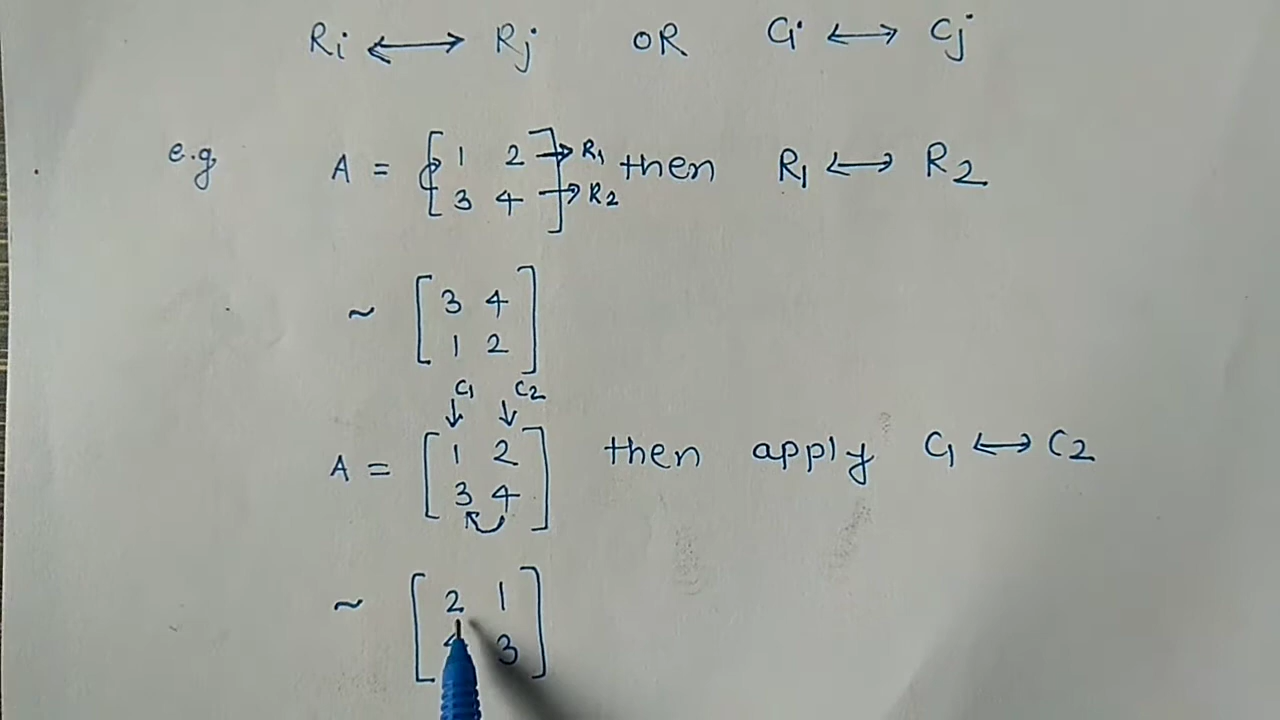 Ri ⟷ Rj OR Ci ⟷ Cj
e.g A = [ 1 2 ] → R1 then R1 ⟷ R2
[ 3 4 ] → R2
~ [ 3 4 ]
[ 1 2 ]
C1 C2
↓ ↓
A = [ 1 2 ] then apply C1 ⟷ C2
[ 3 4 ]
~ [ 2 1 ]
[ 4 3 ]